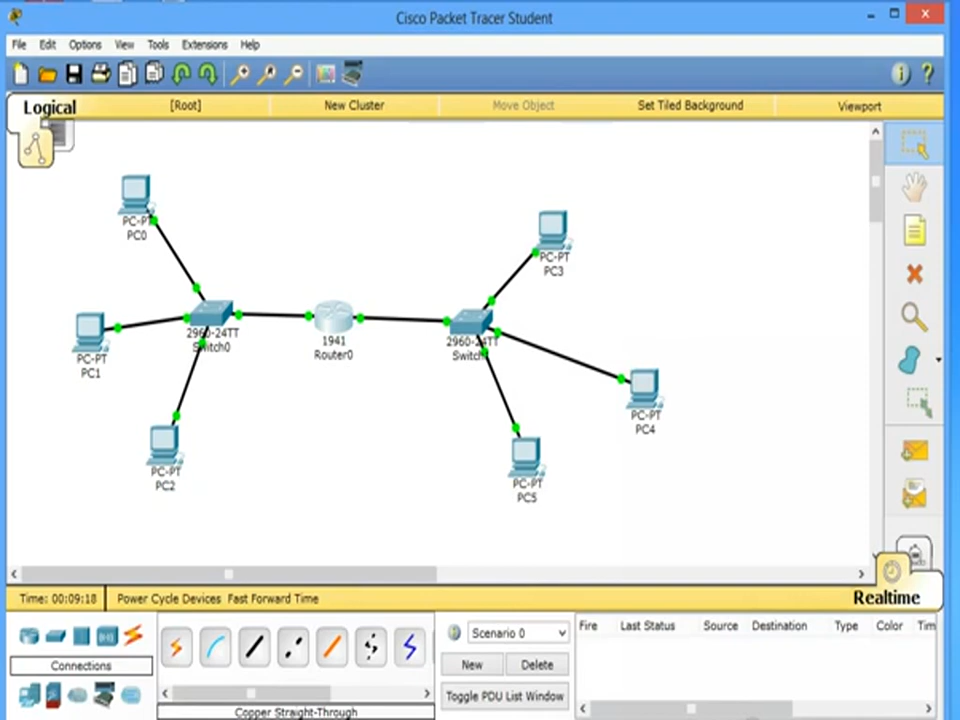 Cisco Packet Tracer Student
File Edit Options View Tools Extensions Help
Logical [Root] New Cluster Move Object Set Tiled Background Viewport
PC-PT
PC0
PC-PT
PC3
2960-24TT
Switch0
1941
Router0
2960-24TT
PC-PT
PC1
PC-PT
PC4
PC-PT
PC2
PC-PT
PC5
Time: 00:09:18 Power Cycle Devices Fast Forward Time Realtime
Scenario 0
Fire Last Status Source Destination Type Color Tim
Connections
New Delete
Toggle PDU List Window
Copper Straight-Through